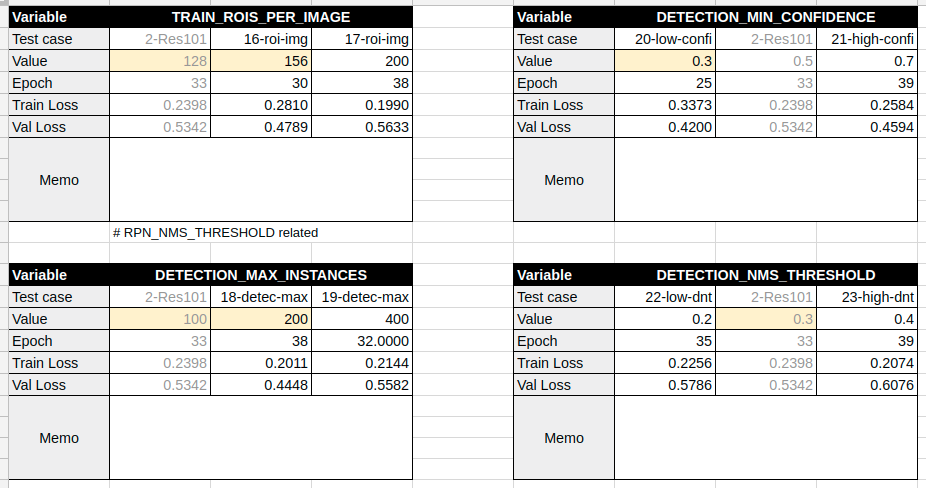 Variable TRAIN_ROIS_PER_IMAGE
Test case 2-Res101 16-roi-img 17-roi-img
Value 128 156 200
Epoch 33 30 38
Train Loss 0.2398 0.2810 0.1990
Val Loss 0.5342 0.4789 0.5633
Memo
# RPN_NMS_THRESHOLD related
Variable DETECTION_MIN_CONFIDENCE
Test case 20-low-confi 2-Res101 21-high-confi
Value 0.3 0.5 0.7
Epoch 25 33 39
Train Loss 0.3373 0.2398 0.2584
Val Loss 0.4200 0.5342 0.4594
Memo
Variable DETECTION_MAX_INSTANCES
Test case 2-Res101 18-detec-max 19-detec-max
Value 100 200 400
Epoch 33 38 32.0000
Train Loss 0.2398 0.2011 0.2144
Val Loss 0.5342 0.4448 0.5582
Memo
Variable DETECTION_NMS_THRESHOLD
Test case 22-low-dnt 2-Res101 23-high-dnt
Value 0.2 0.3 0.4
Epoch 35 33 39
Train Loss 0.2256 0.2398 0.2074
Val Loss 0.5786 0.5342 0.6076
Memo